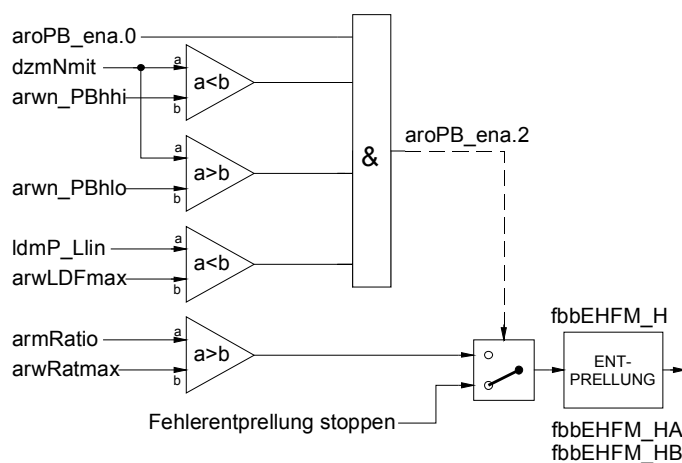 aroPB_ena.0
dzmNmit
a
a<b
arwn_PBhhi
b
aroPB_ena.2
a
a>b
&
arwn_PBhlo
b
ldmP_Llin
a
a<b
arwLDFmax
b
fbbEHFM_H
armRatio
a
a>b
arwRatmax
b
ENT-
PRELLUNG
Fehlerentprellung stoppen
fbbEHFM_HA
fbbEHFM_HB